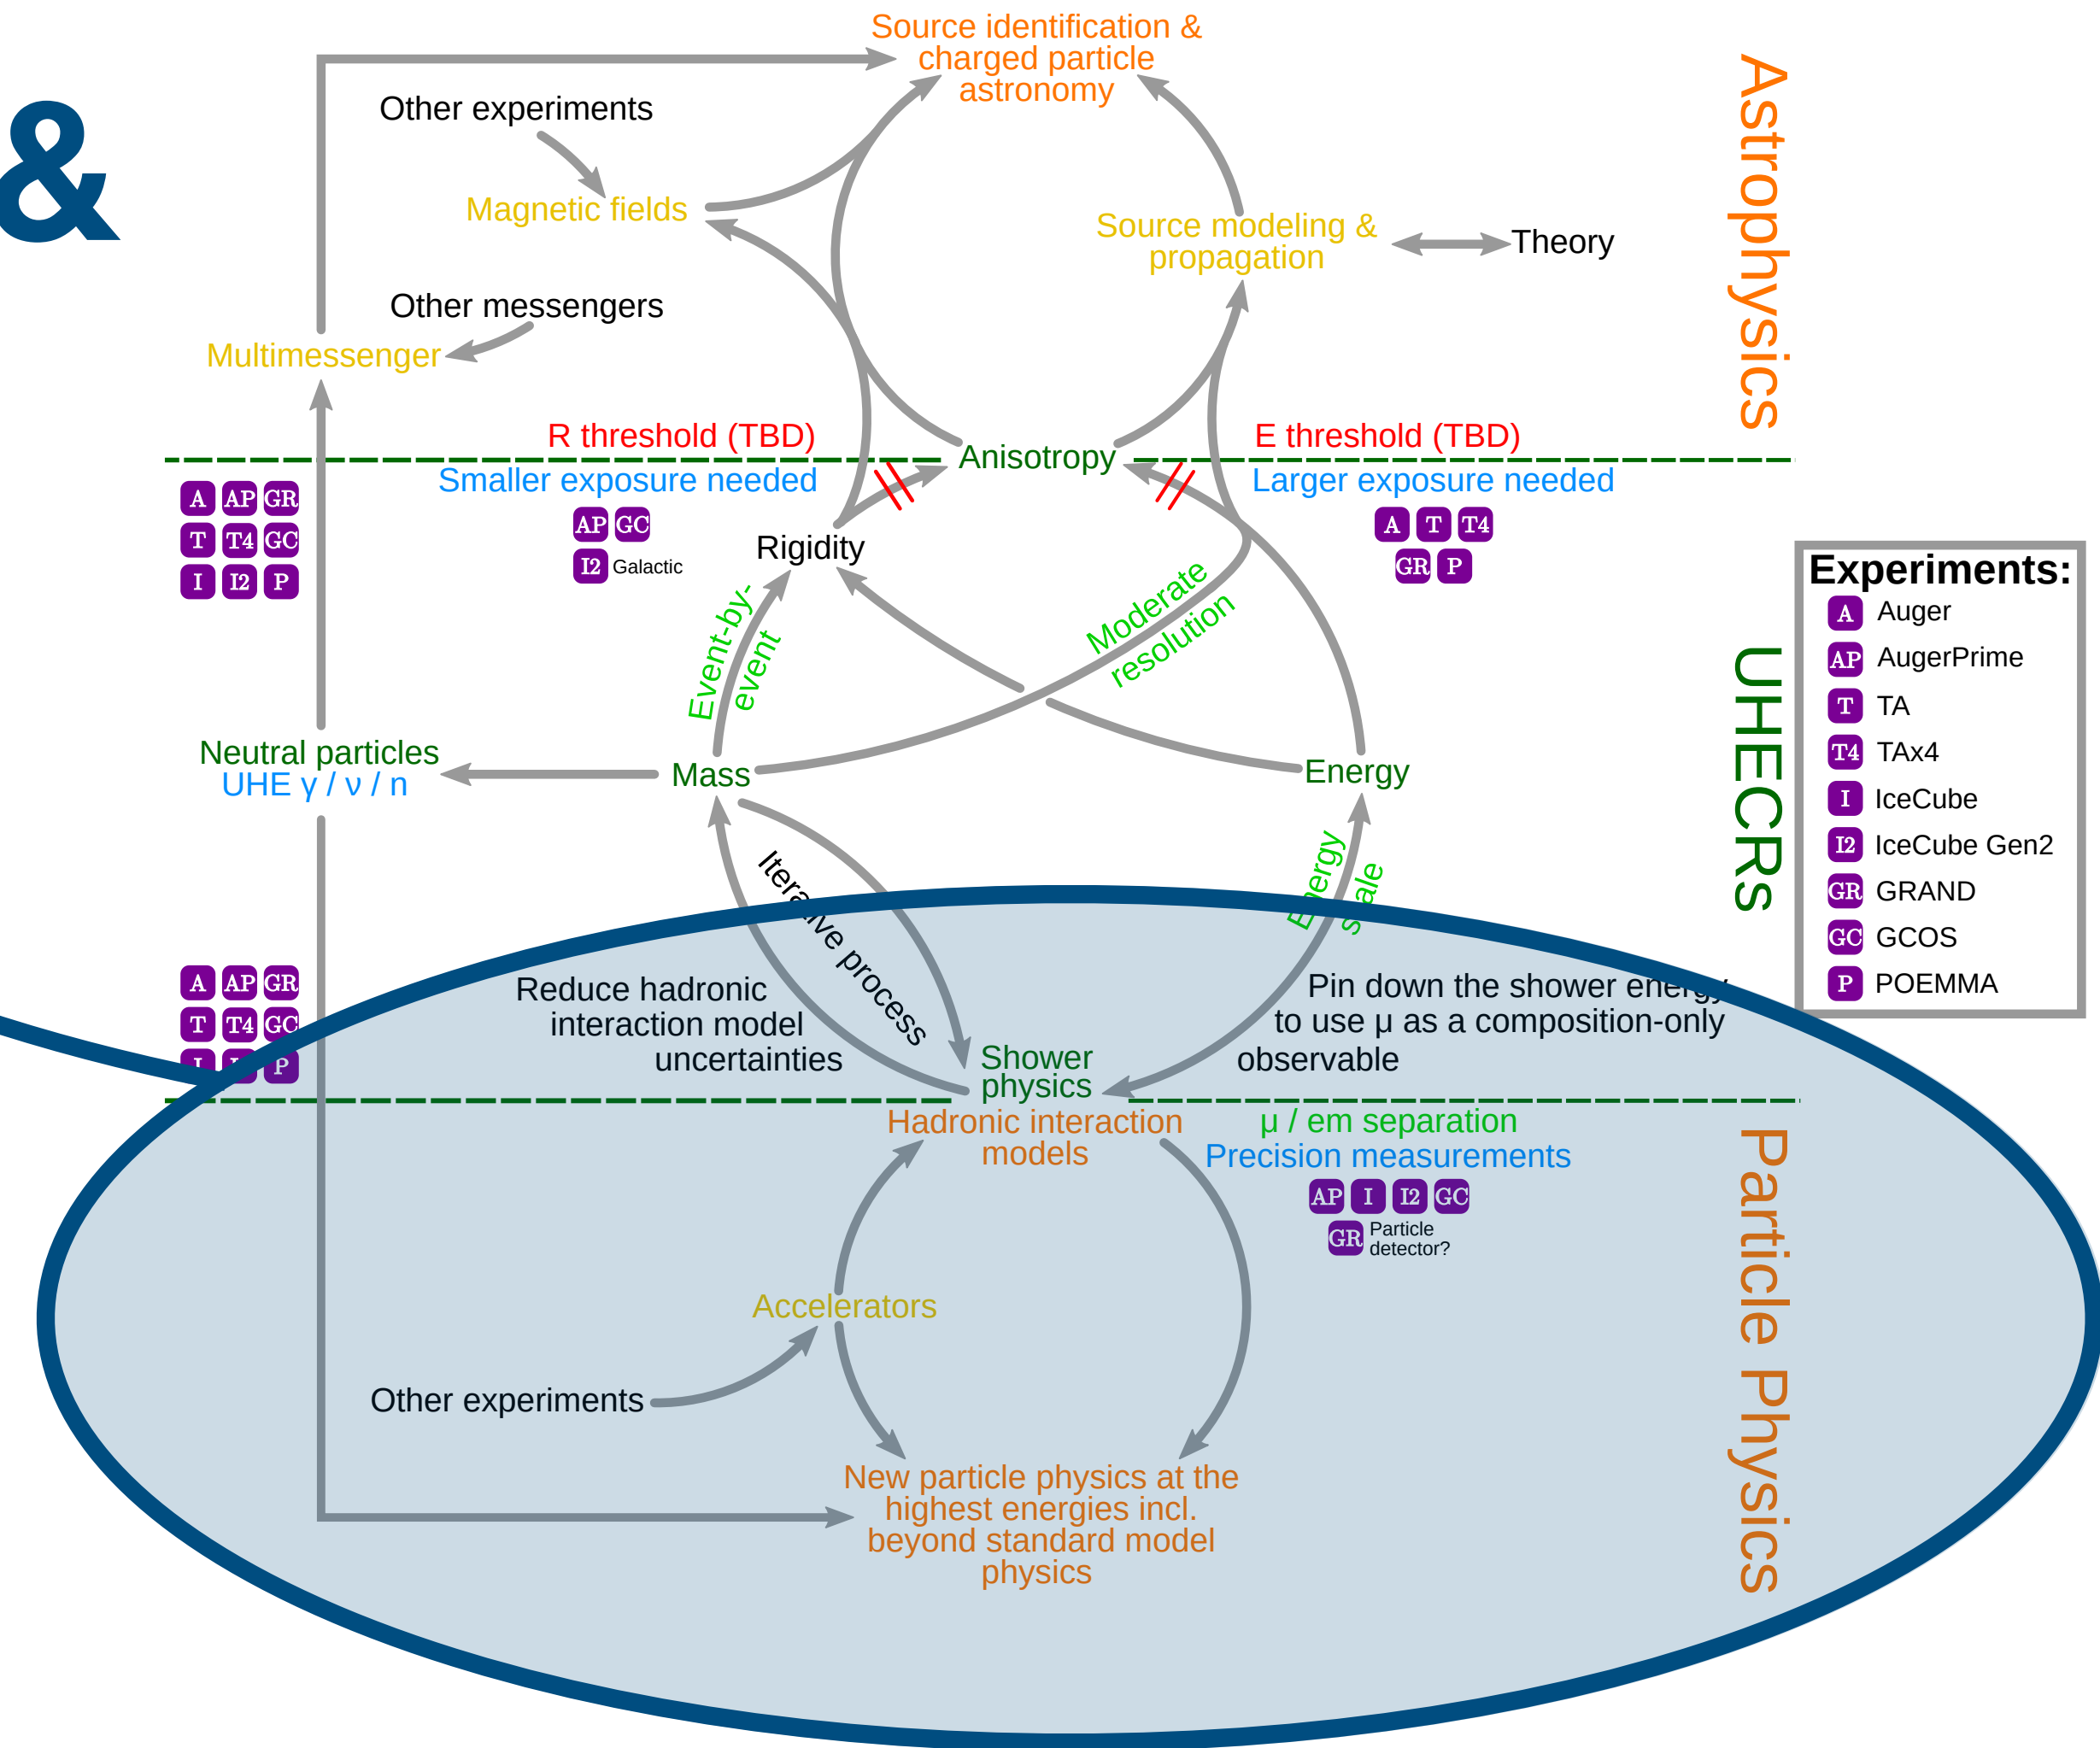 &
Source identification &
charged particle
astronomy
Other experiments
Magnetic fields
Source modeling &
propagation
Theory
Other messengers
Multimessenger
Astrophysics
R threshold (TBD)
Anisotropy
E threshold (TBD)
Smaller exposure needed
Larger exposure needed
A AP GR
T T4 GC
I I2 P
AP GC
I2 Galactic
A T T4
GR P
Rigidity
Event-by-
event
Moderate
resolution
Experiments:
A Auger
AP AugerPrime
T TA
T4 TAx4
I IceCube
I2 IceCube Gen2
GR GRAND
GC GCOS
P POEMMA
UHECRs
Neutral particles
UHE γ / ν / n
Mass
Energy
Iterative process
Energy
scale
A AP GR
T T4 GC
P
Reduce hadronic
interaction model
uncertainties
Pin down the shower energy
to use μ as a composition-only
observable
Shower
physics
Hadronic interaction
models
μ / em separation
Precision measurements
AP I I2 GC
GR Particle
detector?
Accelerators
Other experiments
New particle physics at the
highest energies incl.
beyond standard model
physics
Particle Physics